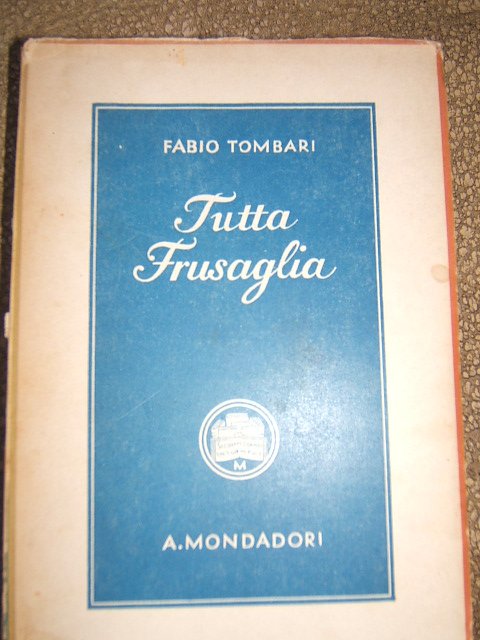 FABIO TOMBARI
Tutta
Frusaglia
M
A.MONDADORI